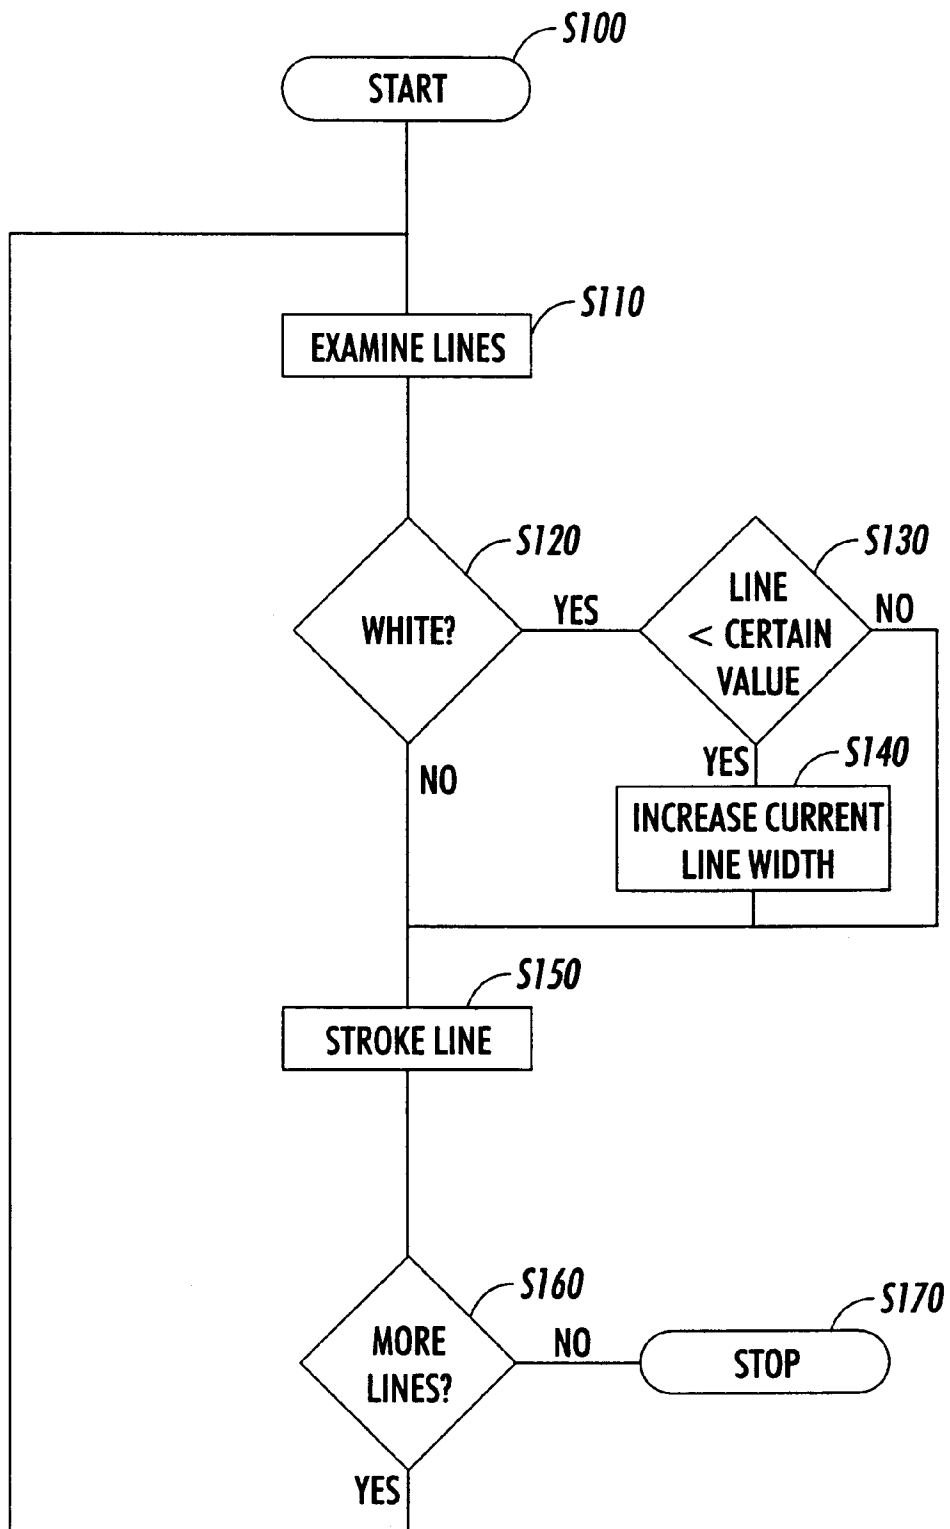 S100
START
S110
EXAMINE LINES
S120
WHITE?
YES
S130
LINE
< CERTAIN
VALUE
NO
YES
NO
S140
INCREASE CURRENT
LINE WIDTH
S150
STROKE LINE
S160
MORE
LINES?
NO
S170
STOP
YES